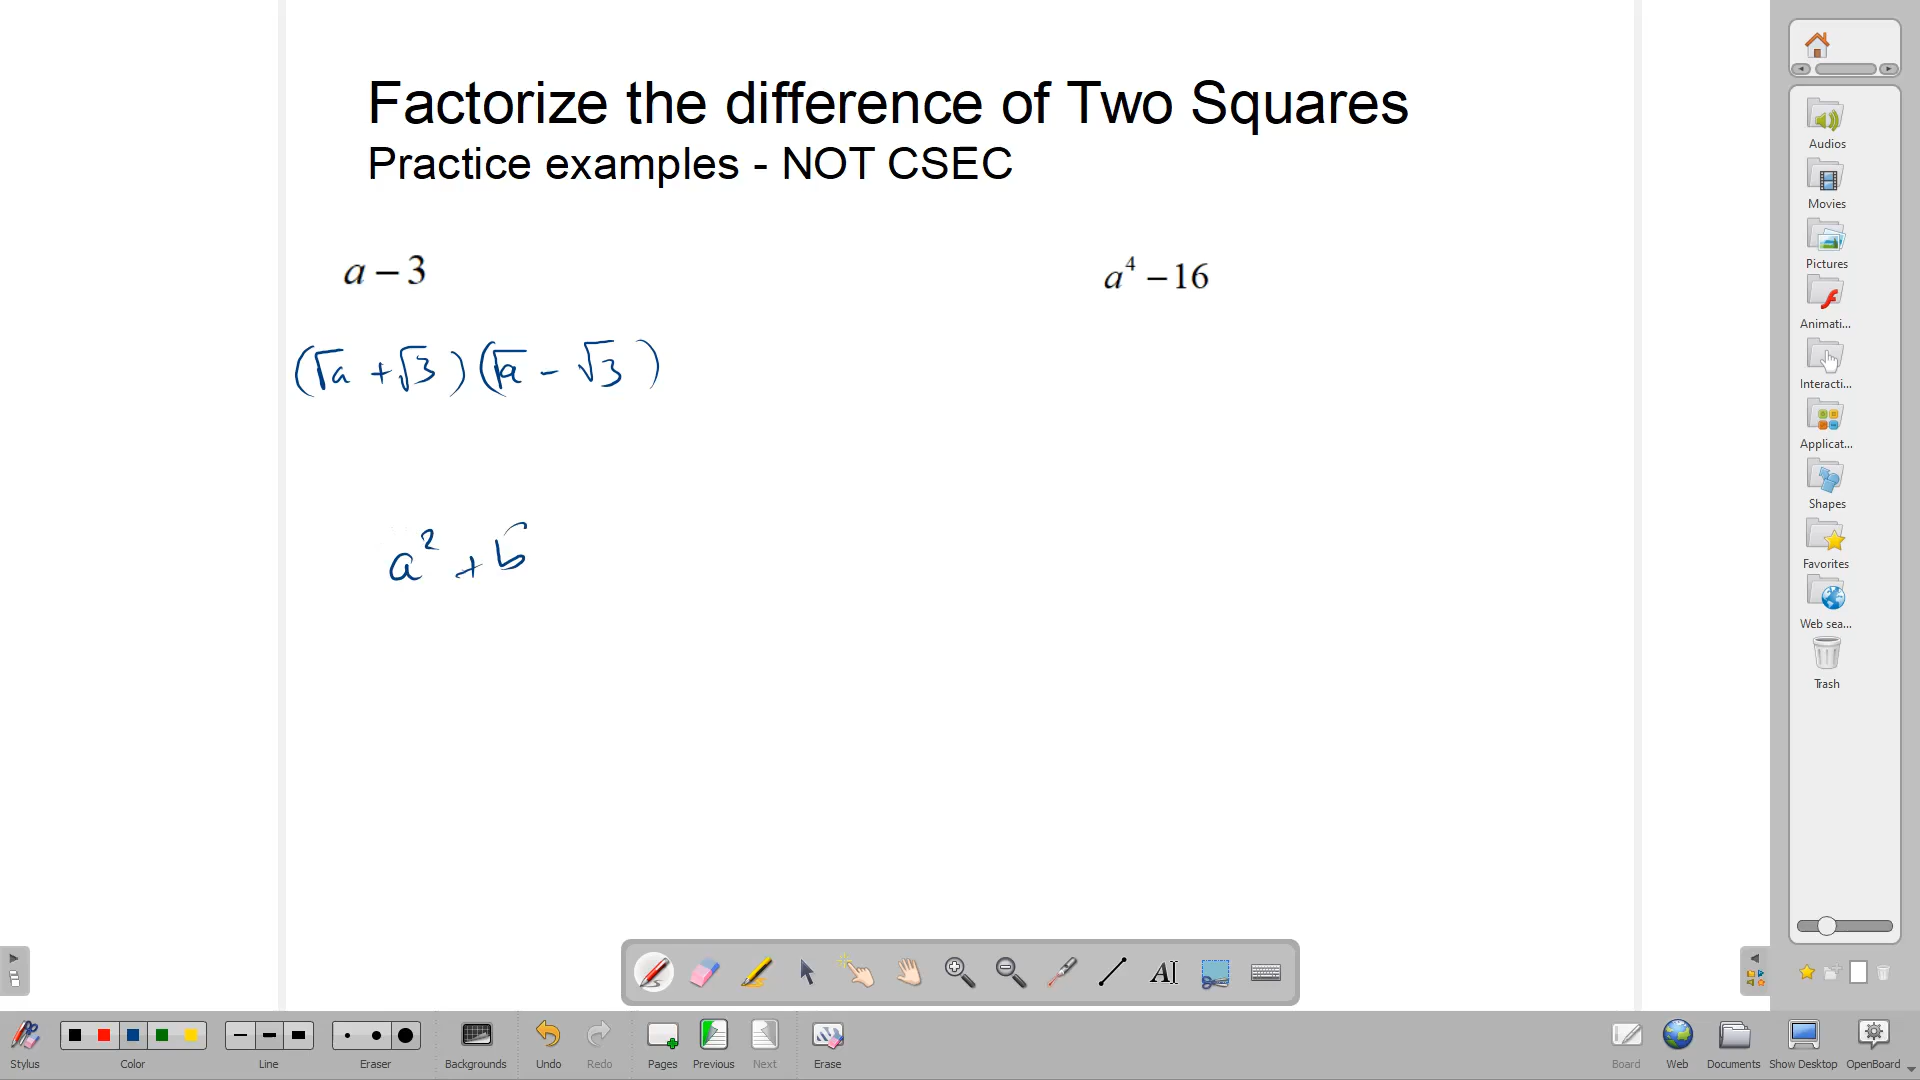 Factorize the difference of Two Squares
Practice examples - NOT CSEC
a − 3
a⁴ − 16
(√a + √3)(√a − √3)
a² + b
Audios
Movies
Pictures
Animati...
Interacti...
Applicat...
Shapes
Favorites
Web sea...
Trash
Stylus
Color
Line
Eraser
Backgrounds
Undo
Redo
Pages
Previous
Next
Erase
Board
Web
Documents
Show Desktop
OpenBoard